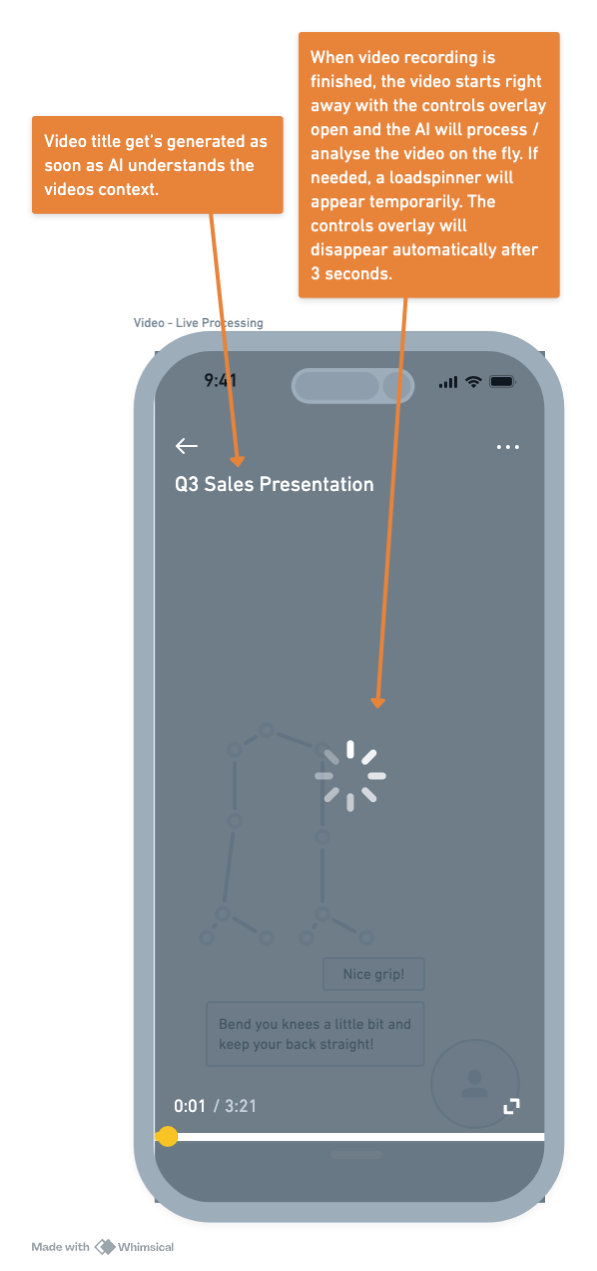 When video recording is
finished, the video starts right
away with the controls overlay
open and the AI will process /
analyse the video on the fly. If
needed, a loadspinner will
appear temporarily. The
controls overlay will
disappear automatically after
3 seconds.
Video title get's generated as
soon as AI understands the
videos context.
Video - Live Processing
9:41
Q3 Sales Presentation
Nice grip!
Bend you knees a little bit and
keep your back straight!
0:01 / 3:21
Made with Whimsical